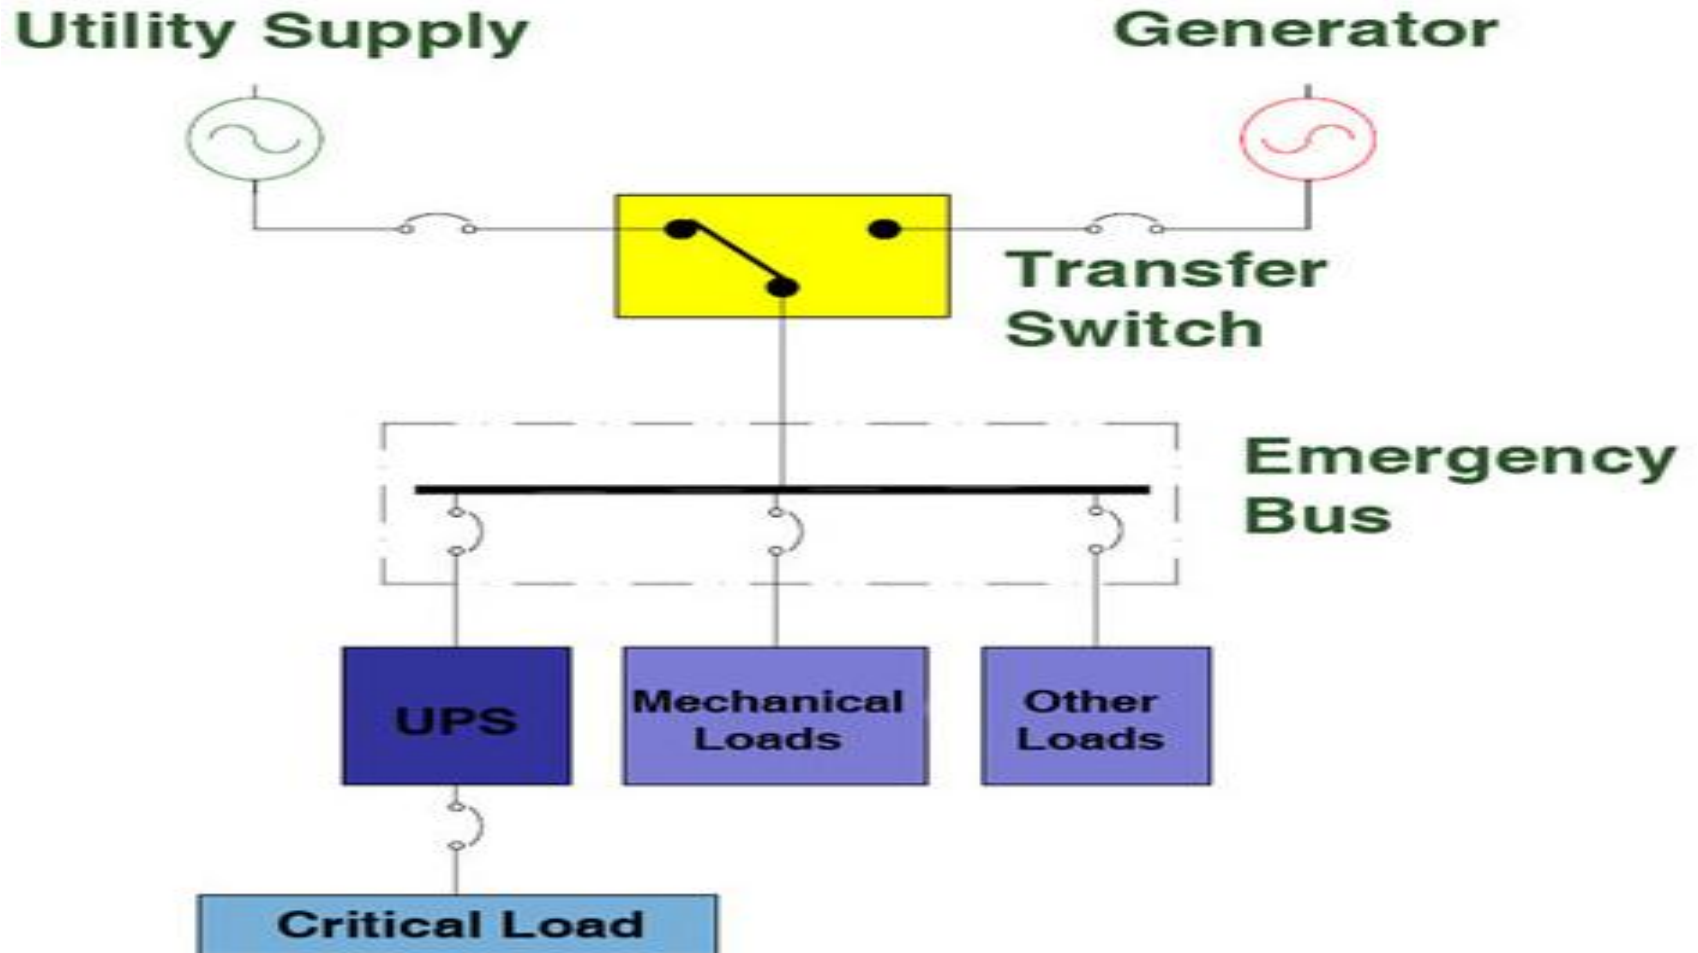 Utility Supply
Generator
Transfer
Switch
Emergency
Bus
UPS
Mechanical
Loads
Other
Loads
Critical Load